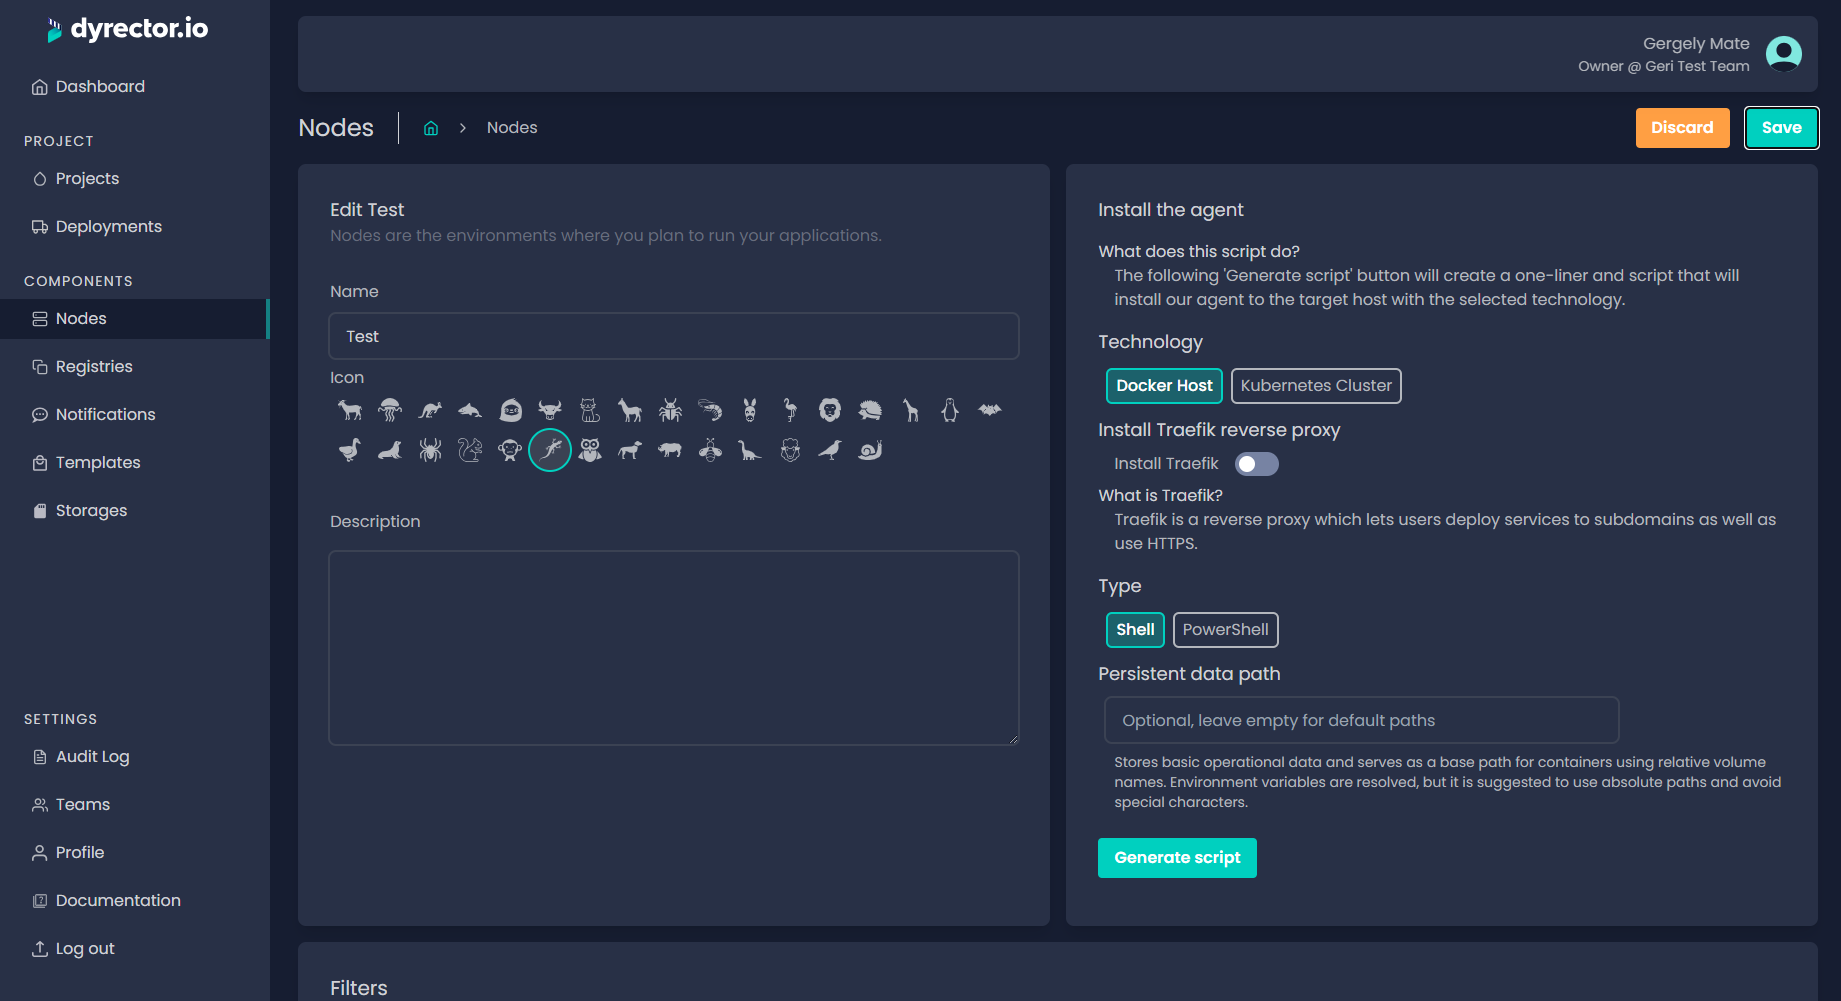 dyrector.io
Dashboard
PROJECT
Projects
Deployments
COMPONENTS
Nodes
Registries
Notifications
Templates
Storages
SETTINGS
Audit Log
Teams
Profile
Documentation
Log out
Gergely Mate
Owner @ Geri Test Team
Nodes
Nodes
Discard
Save
Edit Test
Nodes are the environments where you plan to run your applications.
Name
Test
Icon
Description
Install the agent
What does this script do?
The following 'Generate script' button will create a one-liner and script that will
install our agent to the target host with the selected technology.
Technology
Docker Host
Kubernetes Cluster
Install Traefik reverse proxy
Install Traefik
What is Traefik?
Traefik is a reverse proxy which lets users deploy services to subdomains as well as
use HTTPS.
Type
Shell
PowerShell
Persistent data path
Optional, leave empty for default paths
Stores basic operational data and serves as a base path for containers using relative volume
names. Environment variables are resolved, but it is suggested to use absolute paths and avoid
special characters.
Generate script
Filters